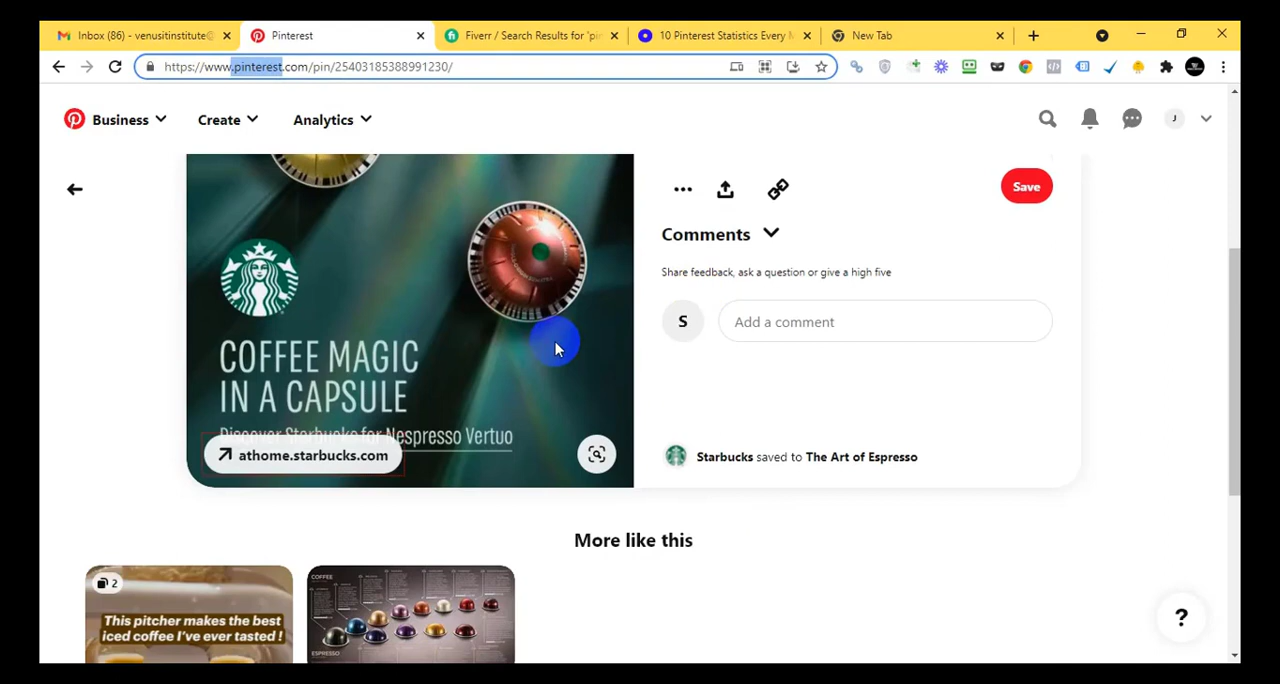 Inbox (86) - venusitinstitute@
Pinterest
Fiverr / Search Results for 'pin
10 Pinterest Statistics Every M
New Tab
https://www.pinterest.com/pin/25403185388991230/
Business
Create
Analytics
J
Save
Comments
Share feedback, ask a question or give a high five
S
Add a comment
COFFEE MAGIC
IN A CAPSULE
Discover Starbucks for Nespresso Vertuo
athome.starbucks.com
Starbucks saved to The Art of Espresso
More like this
2
This pitcher makes the best
iced coffee I've ever tasted !
COFFEE
ESPRESSO
?